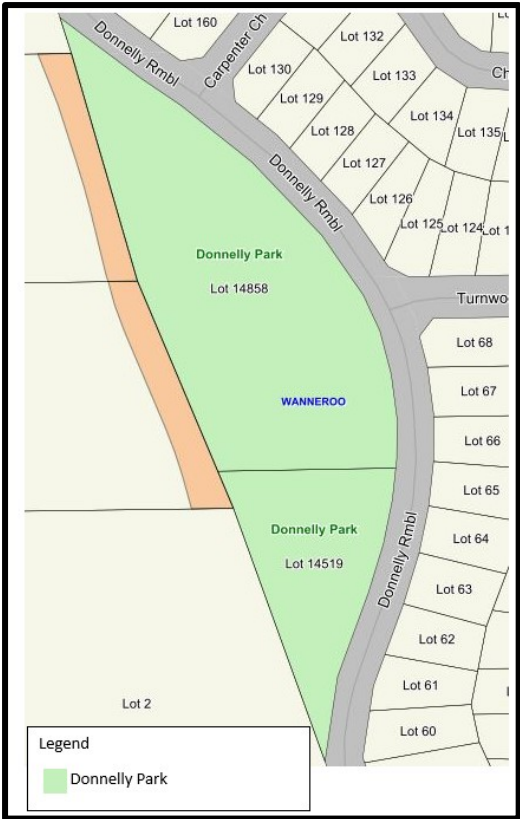 Lot 160
Donnelly Rmbl
Carpenter Ch
Lot 132
Lot 130
Lot 133
Ch
Lot 129
Lot 134
Lot 128
Lot 135
Donnelly Rmbl
Lot 127
Lot 126
Lot 125
Lot 124
Lot 1
Donnelly Park
Lot 14858
Turnwo
Lot 68
Lot 67
WANNEROO
Lot 66
Lot 65
Donnelly Park
Lot 64
Lot 14519
Donnelly Rmbl
Lot 63
Lot 62
Lot 61
Lot 2
Lot 60
Legend
Donnelly Park